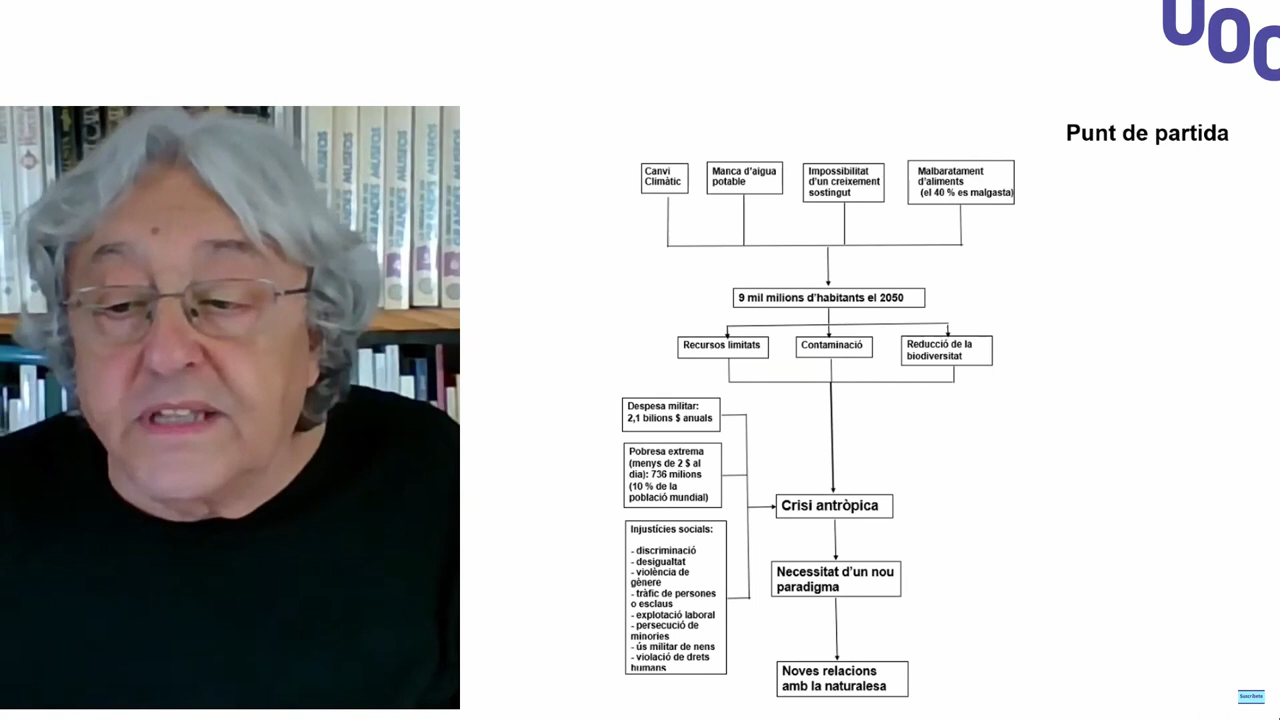 UOC
Punt de partida
Canvi
Climàtic
Manca d'aigua
potable
Impossibilitat
d'un creixement
sostingut
Malbaratament
d'aliments
(el 40 % es malgasta)
9 mil milions d'habitants el 2050
Recursos limitats
Contaminació
Reducció de la
biodiversitat
Despesa militar:
2,1 bilions $ anuals
Pobresa extrema
(menys de 2 $ al
dia): 736 milions
(10 % de la
població mundial)
Injustícies socials:
- discriminació
- desigualtat
- violència de
gènere
- tràfic de persones
o esclaus
- explotació laboral
- persecució de
minories
- ús militar de nens
- violació de drets
humans
Crisi antròpica
Necessitat d'un nou
paradigma
Noves relacions
amb la naturalesa
MUSEOS
MUSEOS
Suscríbete